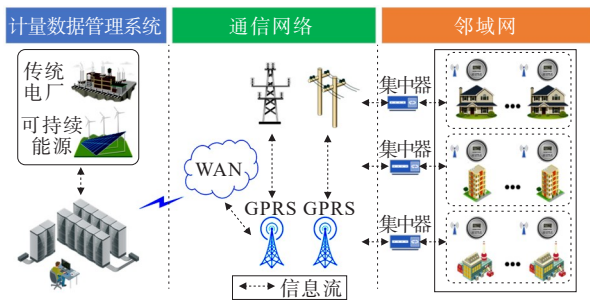 计量数据管理系统
通信网络
邻域网
传统
电厂
可持续
能源
WAN
GPRS GPRS
集中器
集中器
集中器
信息流